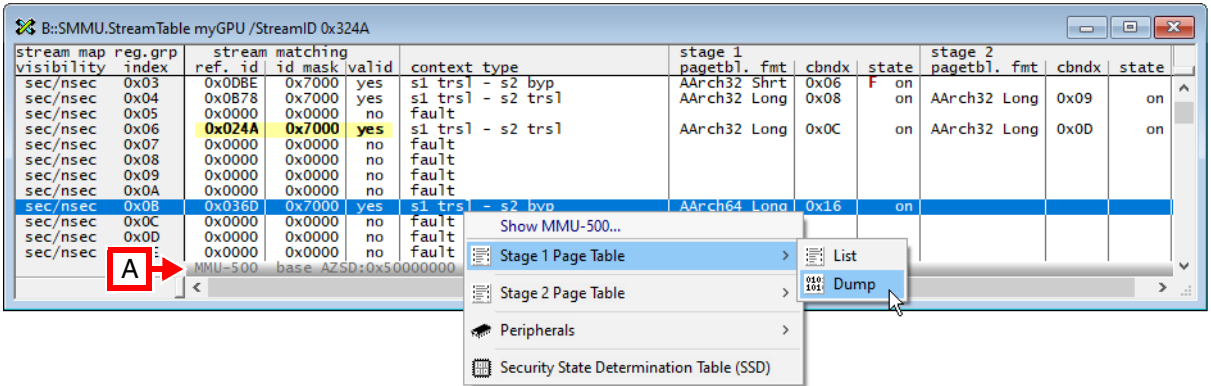 B::SMMU.StreamTable myGPU /StreamID 0x324A
stream map reg.grp stream matching stage 1 stage 2
visibility index ref. id id mask valid context type pagetbl. fmt cbndx state pagetbl. fmt cbndx state
sec/nsec 0x03 0x0DBE 0x7000 yes s1 trsl - s2 byp AArch32 Shrt 0x06 F on
sec/nsec 0x04 0x0B78 0x7000 yes s1 trsl - s2 trsl AArch32 Long 0x08 on AArch32 Long 0x09 on
sec/nsec 0x05 0x0000 0x0000 no fault
sec/nsec 0x06 0x024A 0x7000 yes s1 trsl - s2 trsl AArch32 Long 0x0C on AArch32 Long 0x0D on
sec/nsec 0x07 0x0000 0x0000 no fault
sec/nsec 0x08 0x0000 0x0000 no fault
sec/nsec 0x09 0x0000 0x0000 no fault
sec/nsec 0x0A 0x0000 0x0000 no fault
sec/nsec 0x0B 0x036D 0x7000 yes s1 trsl - s2 byp AArch64 Long 0x16 on
sec/nsec 0x0C 0x0000 0x0000 no fault
sec/nsec 0x0D 0x0000 0x0000 no fault
sec/nsec 0x0000 0x0000 no fault
A
MMU-500 base AZSD:0x50000000
Show MMU-500...
Stage 1 Page Table
List
Dump
Stage 2 Page Table
Peripherals
Security State Determination Table (SSD)